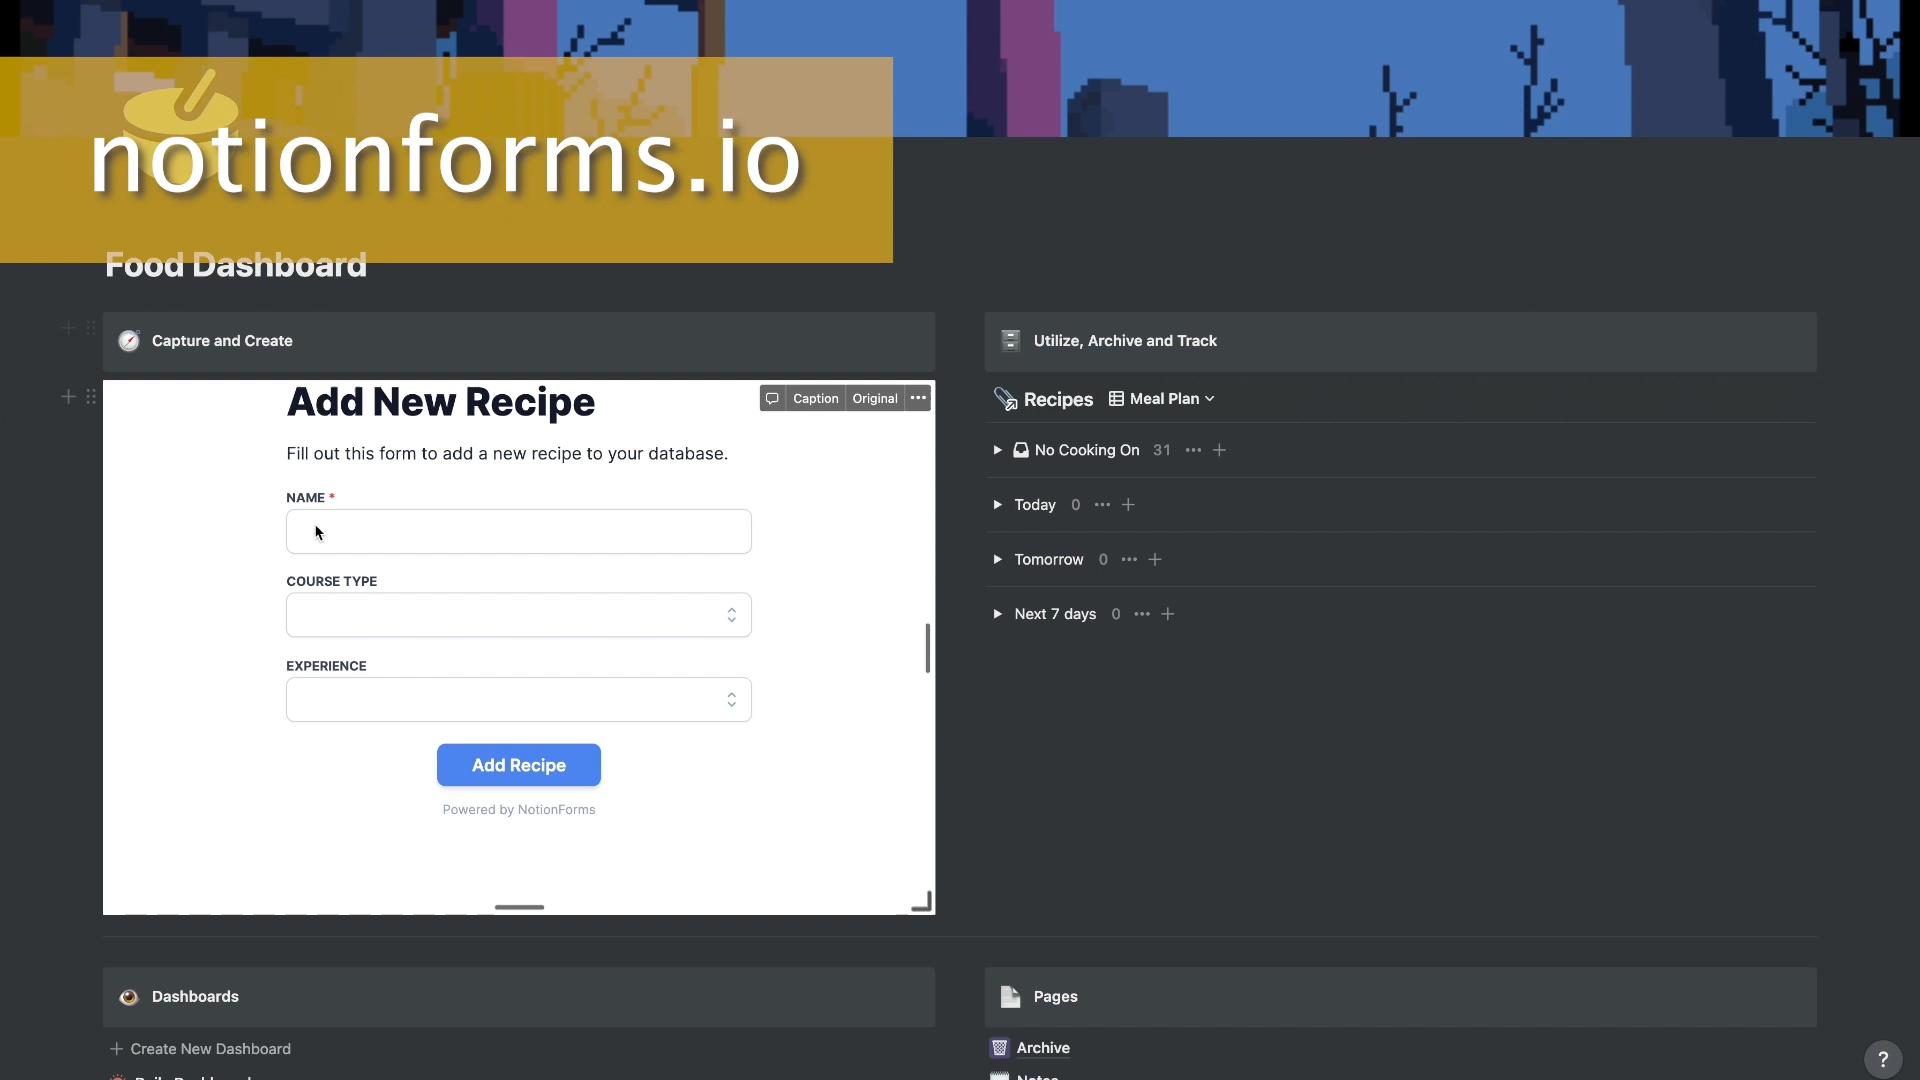 notionforms.io
Food Dashboard
Capture and Create
Add New Recipe
Caption Original
Fill out this form to add a new recipe to your database.
NAME *
COURSE TYPE
EXPERIENCE
Add Recipe
Powered by NotionForms
Utilize, Archive and Track
Recipes Meal Plan
No Cooking On 31
Today 0
Tomorrow 0
Next 7 days 0
Dashboards
Create New Dashboard
Pages
Archive
?